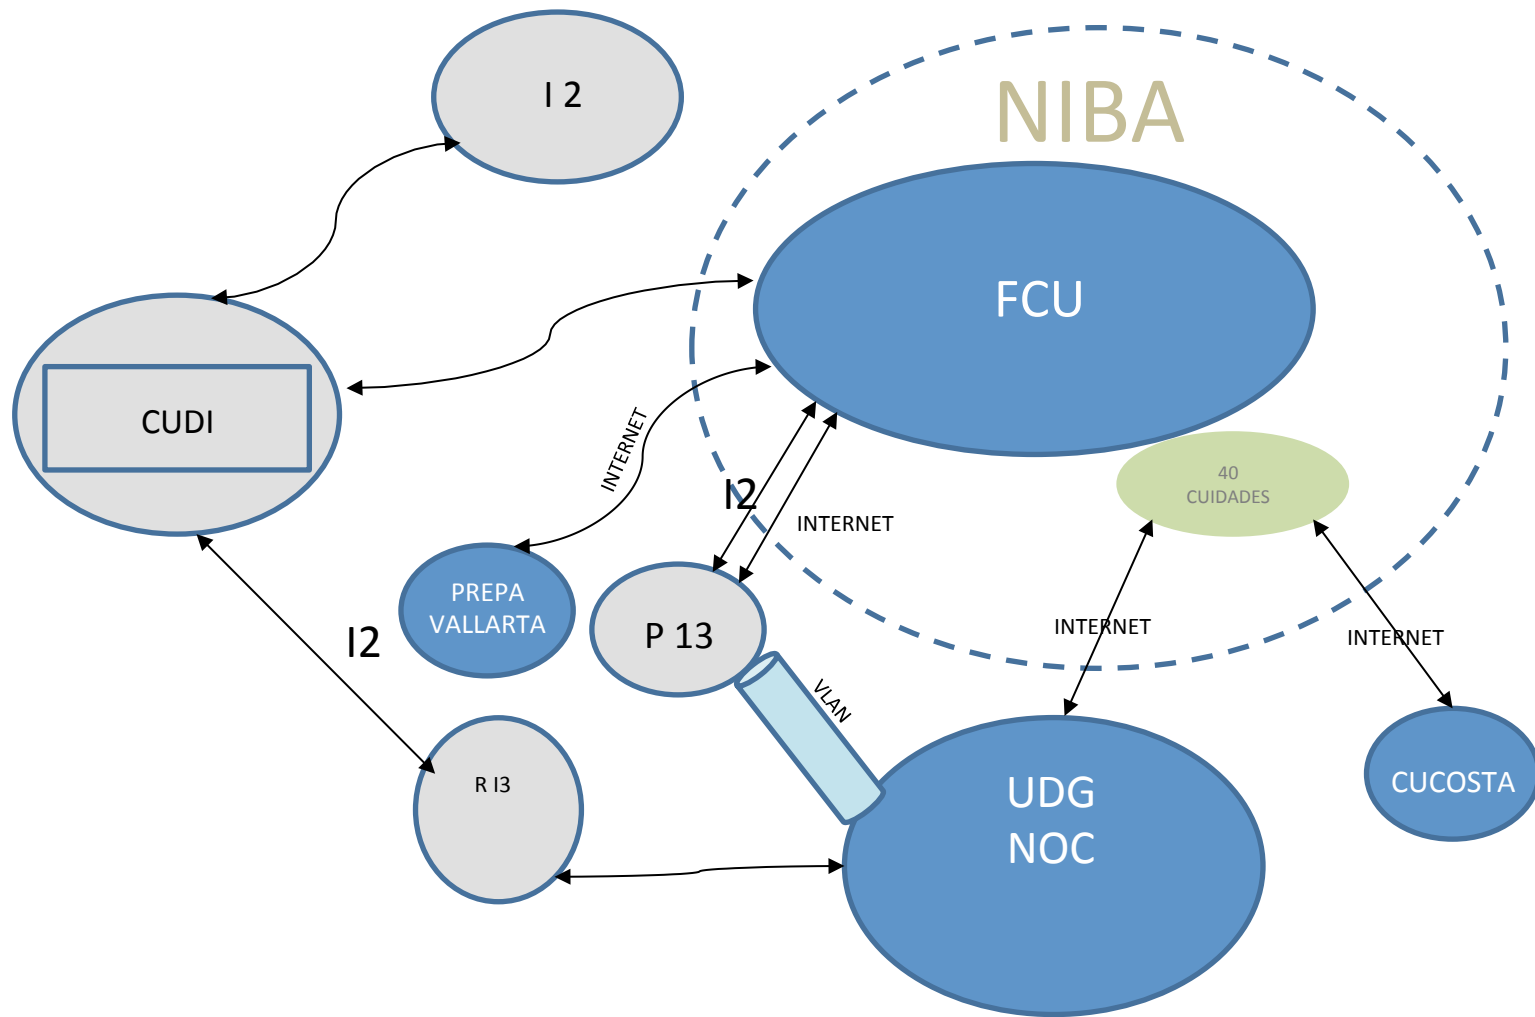 I 2
NIBA
FCU
CUDI
INTERNET
I2
INTERNET
40
CUIDADES
PREPA
VALLARTA
P 13
I2
INTERNET
INTERNET
VLAN
R I3
UDG
NOC
CUCOSTA